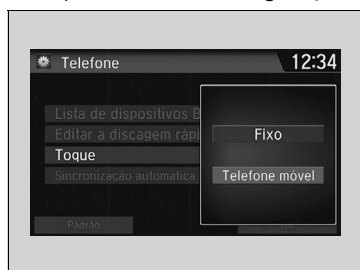 Telefone 12:34
Lista de dispositivos B
Editar a discagem rápi
Toque
Sincronização automática
Fixo
Telefone móvel
Padrão